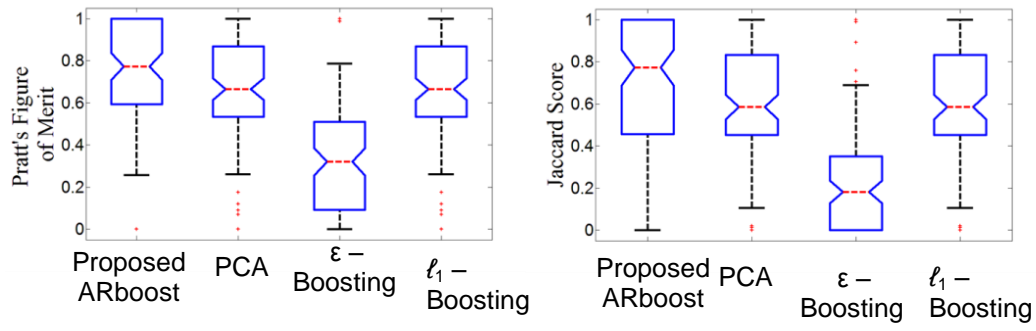 Pratt's Figure
of Merit
1
0.8
0.6
0.4
0.2
0
Proposed
ARboost
PCA
ε –
Boosting
ℓ1 –
Boosting
Jaccard Score
1
0.8
0.6
0.4
0.2
0
Proposed
ARboost
PCA
ε –
Boosting
ℓ1 –
Boosting